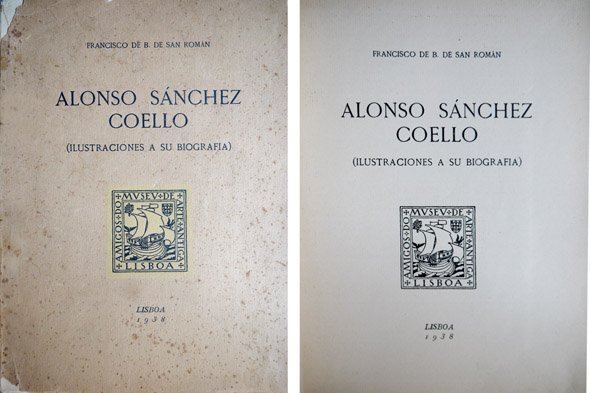 FRANCISCO DE B. DE SAN ROMÁN
ALONSO SÁNCHEZ
COELLO
(ILUSTRACIONES A SU BIOGRAFIA)
AMIGOS·DO
MVSEV·DE
ARTE·ANTIGA
LISBOA
LISBOA
1938
FRANCISCO DE B. DE SAN ROMÁN
ALONSO SÁNCHEZ
COELLO
(ILUSTRACIONES A SU BIOGRAFIA)
AMIGOS·DO
MVSEV·DE
ARTE·ANTIGA
LISBOA
LISBOA
1938